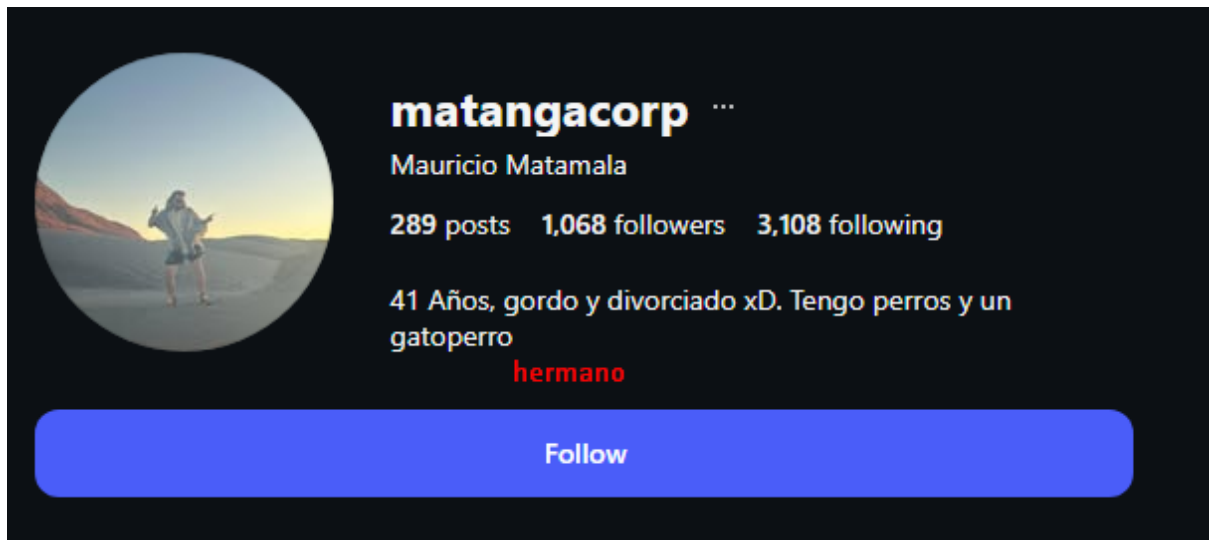 matangacorp ...
Mauricio Matamala
289 posts 1,068 followers 3,108 following
41 Años, gordo y divorciado xD. Tengo perros y un
gatoperro
hermano
Follow